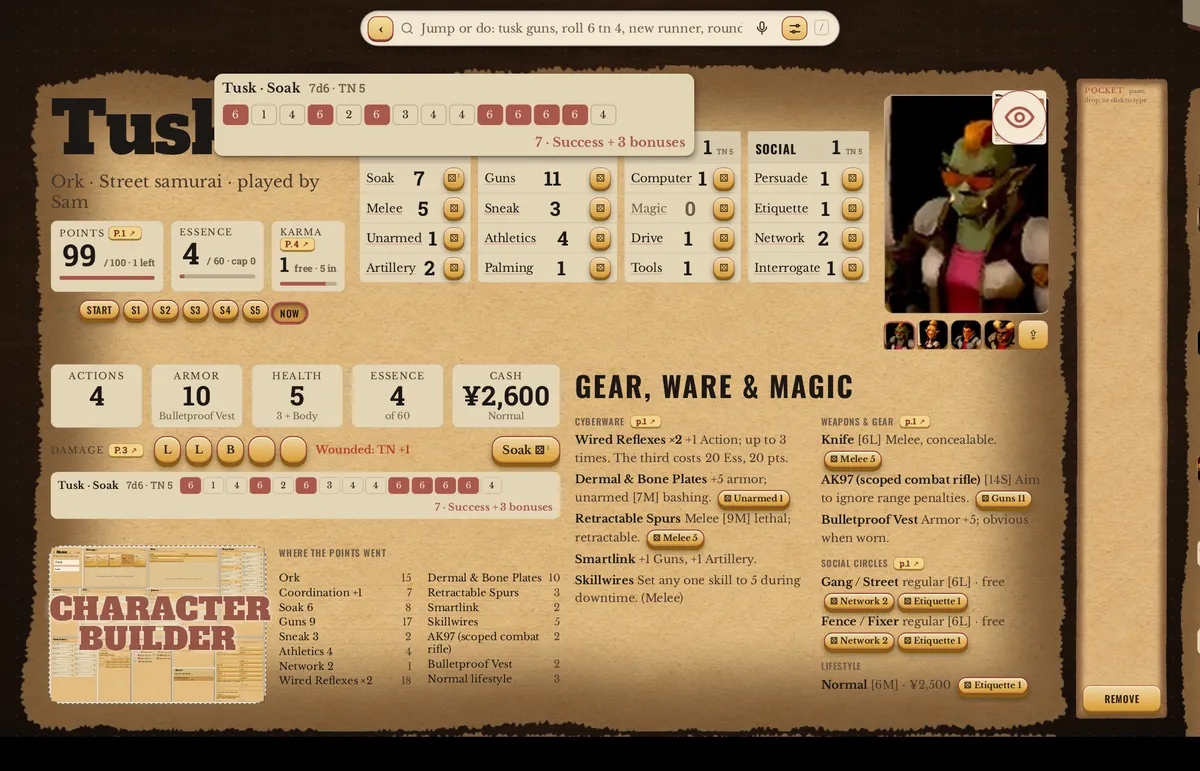 Jump or do: tusk guns, roll 6 tn 4, new runner, round
/
Tusk · Soak 7d6 · TN 5
6 1 4 6 2 6 3 4 4 6 6 6 6 4
7 · Success + 3 bonuses
Tusk
Ork · Street samurai · played by
Sam
POINTS P.1 ↗
99 / 100 · 1 left
ESSENCE
4 / 60 · cap 0
KARMA
P.4 ↗
1 free · 5 in
START S1 S2 S3 S4 S5 NOW
Soak 7
Melee 5
Unarmed 1
Artillery 2
Guns 11
Sneak 3
Athletics 4
Palming 1
1 TN 5
Computer 1
Magic 0
Drive 1
Tools 1
SOCIAL 1 TN 5
Persuade 1
Etiquette 1
Network 2
Interrogate 1
POCKET paste,
drop, or click to type
REMOVE
ACTIONS
4
ARMOR
10
Bulletproof Vest
HEALTH
5
3 + Body
ESSENCE
4
of 60
CASH
¥2,600
Normal
DAMAGE P.3 ↗ L L B Wounded: TN +1 Soak
Tusk · Soak 7d6 · TN 5 6 1 4 6 2 6 3 4 4 6 6 6 6 4
7 · Success + 3 bonuses
CHARACTER
BUILDER
WHERE THE POINTS WENT
Ork 15
Coordination +1 7
Soak 6 8
Guns 9 17
Sneak 3 2
Athletics 4 4
Network 2 1
Wired Reflexes ×2 18
Dermal & Bone Plates 10
Retractable Spurs 3
Smartlink 2
Skillwires 5
AK97 (scoped combat 2
rifle)
Bulletproof Vest 2
Normal lifestyle 3
GEAR, WARE & MAGIC
CYBERWARE p.1 ↗
Wired Reflexes ×2 +1 Action; up to 3
times. The third costs 20 Ess, 20 pts.
Dermal & Bone Plates +5 armor;
unarmed [7M] bashing. Unarmed 1
Retractable Spurs Melee [9M] lethal;
retractable. Melee 5
Smartlink +1 Guns, +1 Artillery.
Skillwires Set any one skill to 5 during
downtime. (Melee)
WEAPONS & GEAR p.1 ↗
Knife [6L] Melee, concealable.
Melee 5
AK97 (scoped combat rifle) [14S] Aim
to ignore range penalties. Guns 11
Bulletproof Vest Armor +5; obvious
when worn.
SOCIAL CIRCLES p.1 ↗
Gang / Street regular [6L] · free
Network 2 Etiquette 1
Fence / Fixer regular [6L] · free
Network 2 Etiquette 1
LIFESTYLE
Normal [6M] · ¥2,500 Etiquette 1